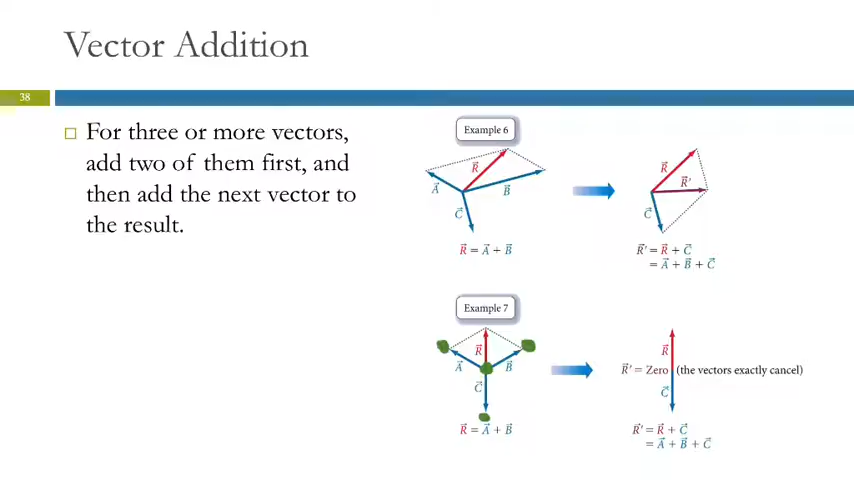 Vector Addition
38
For three or more vectors,
add two of them first, and
then add the next vector to
the result.
Example 6
R⃗
A⃗
B⃗
C⃗
R⃗ = A⃗ + B⃗
R⃗
R⃗'
C⃗
R⃗' = R⃗ + C⃗
= A⃗ + B⃗ + C⃗
Example 7
R⃗
A⃗
B⃗
C⃗
R⃗ = A⃗ + B⃗
R⃗
R⃗' = Zero (the vectors exactly cancel)
C⃗
R⃗' = R⃗ + C⃗
= A⃗ + B⃗ + C⃗